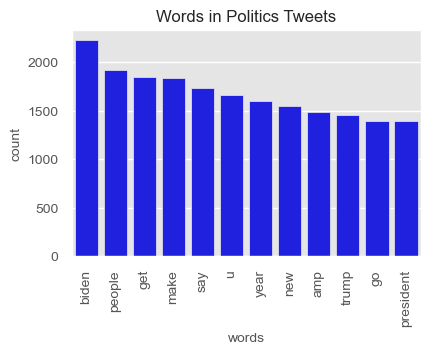 Words in Politics Tweets
2000
1500
1000
500
0
count
biden
people
get
make
say
u
year
new
amp
trump
go
president
words